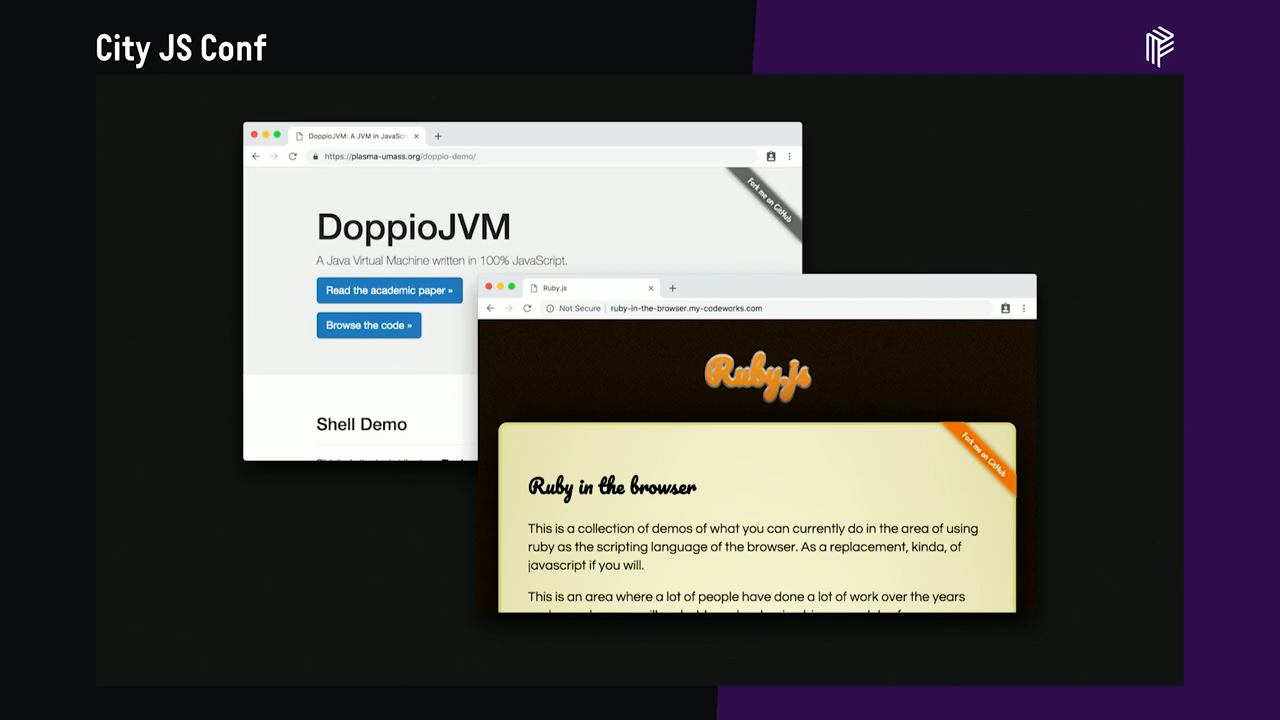 City JS Conf
DoppioJVM: A JVM in JavaSc
https://plasma-umass.org/doppio-demo/
Fork me on GitHub
DoppioJVM
A Java Virtual Machine written in 100% JavaScript.
Read the academic paper »
Browse the code »
Shell Demo
Ruby.js
Not Secure | ruby-in-the-browser.my-codeworks.com
Ruby.js
Fork me on GitHub
Ruby in the browser
This is a collection of demos of what you can currently do in the area of using
ruby as the scripting language of the browser. As a replacement, kinda, of
javascript if you will.
This is an area where a lot of people have done a lot of work over the years